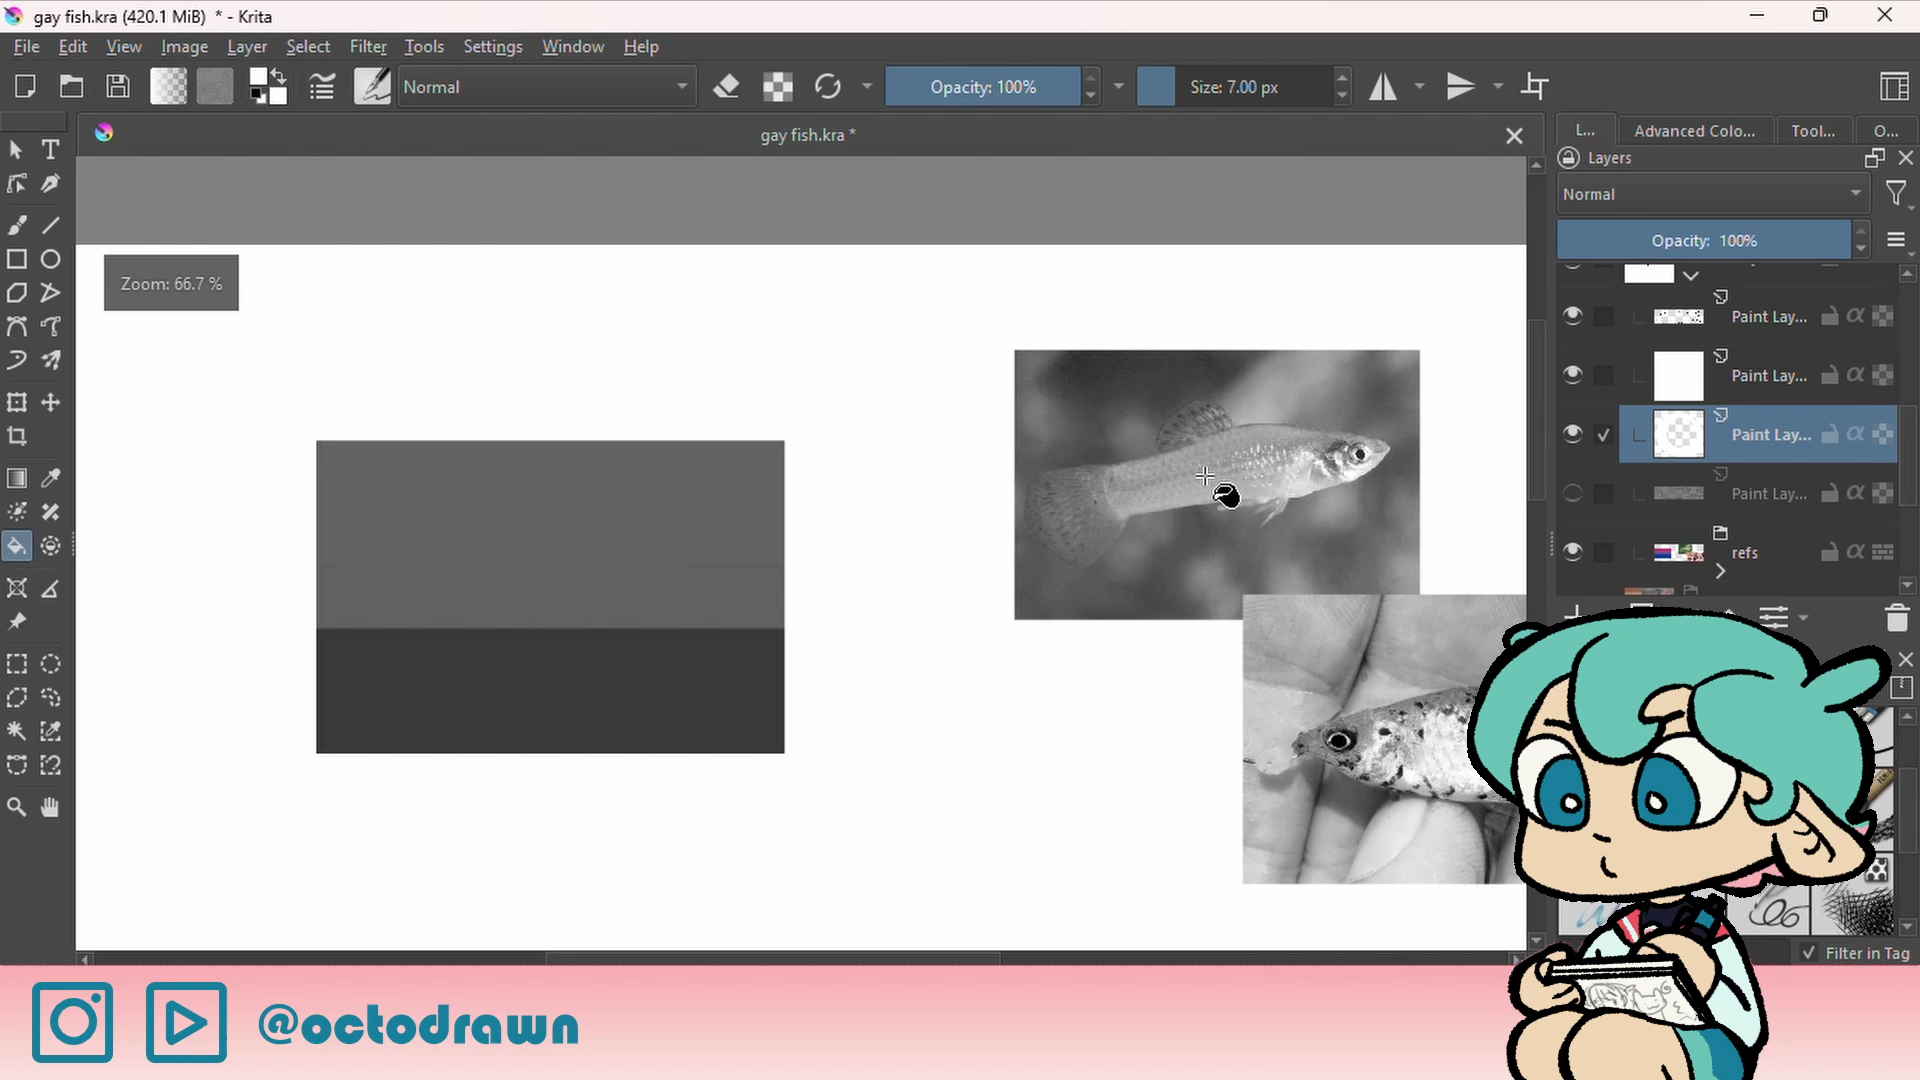 gay fish.kra (420.1 MiB) * - Krita
File Edit View Image Layer Select Filter Tools Settings Window Help
Normal
Opacity: 100%
Size: 7.00 px
gay fish.kra *
L... Advanced Colo... Tool... O...
Layers
Normal
Opacity: 100%
Zoom: 66.7 %
Paint Lay...
Paint Lay...
Paint Lay...
Paint Lay...
refs
Filter in Tag
@octodrawn